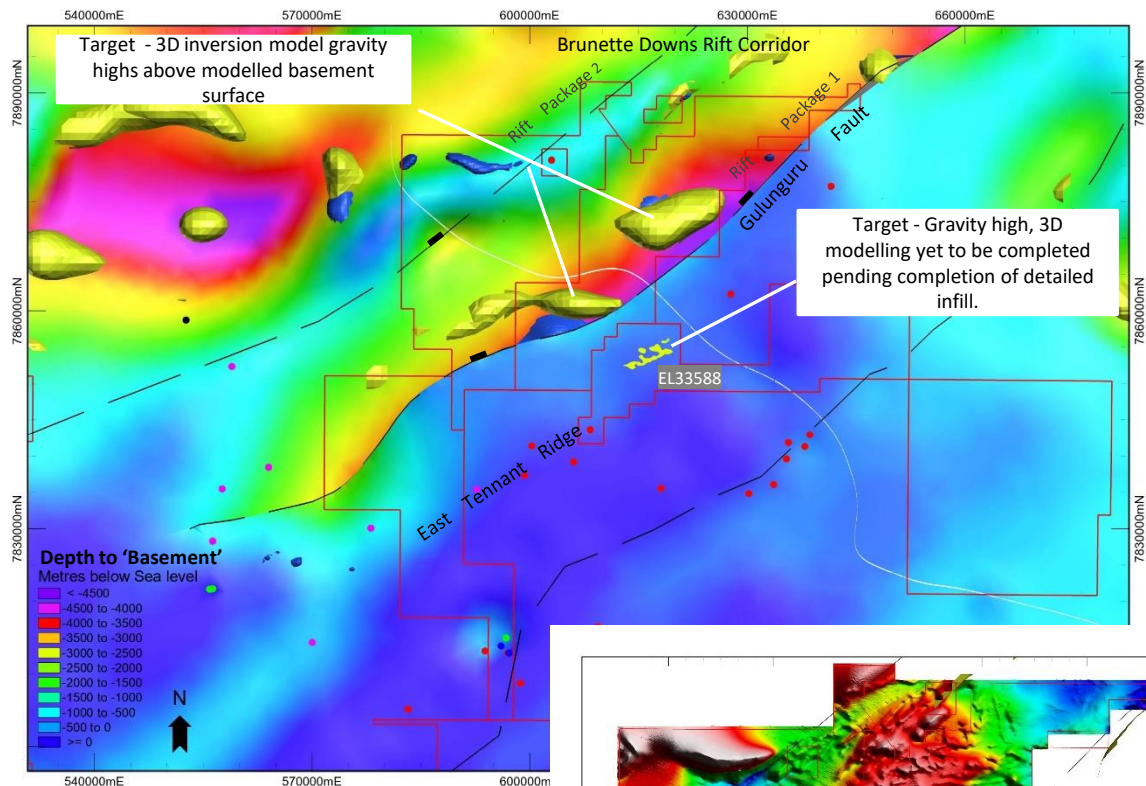 540000mE
570000mE
600000mE
630000mE
660000mE
Target - 3D inversion model gravity
highs above modelled basement
surface
Brunette Downs Rift Corridor
Rift Package 2
Rift Package 1
Gulunguru Fault
7890000mN
7890000mN
Target - Gravity high, 3D
modelling yet to be completed
pending completion of detailed
infill.
7860000mN
7860000mN
EL33588
East Tennant Ridge
7830000mN
7830000mN
Depth to ‘Basement’
Metres below Sea level
< -4500
-4500 to -4000
-4000 to -3500
-3500 to -3000
-3000 to -2500
-2500 to -2000
-2000 to -1500
-1500 to -1000
-1000 to -500
-500 to 0
>= 0
N
540000mE
570000mE
600000mE